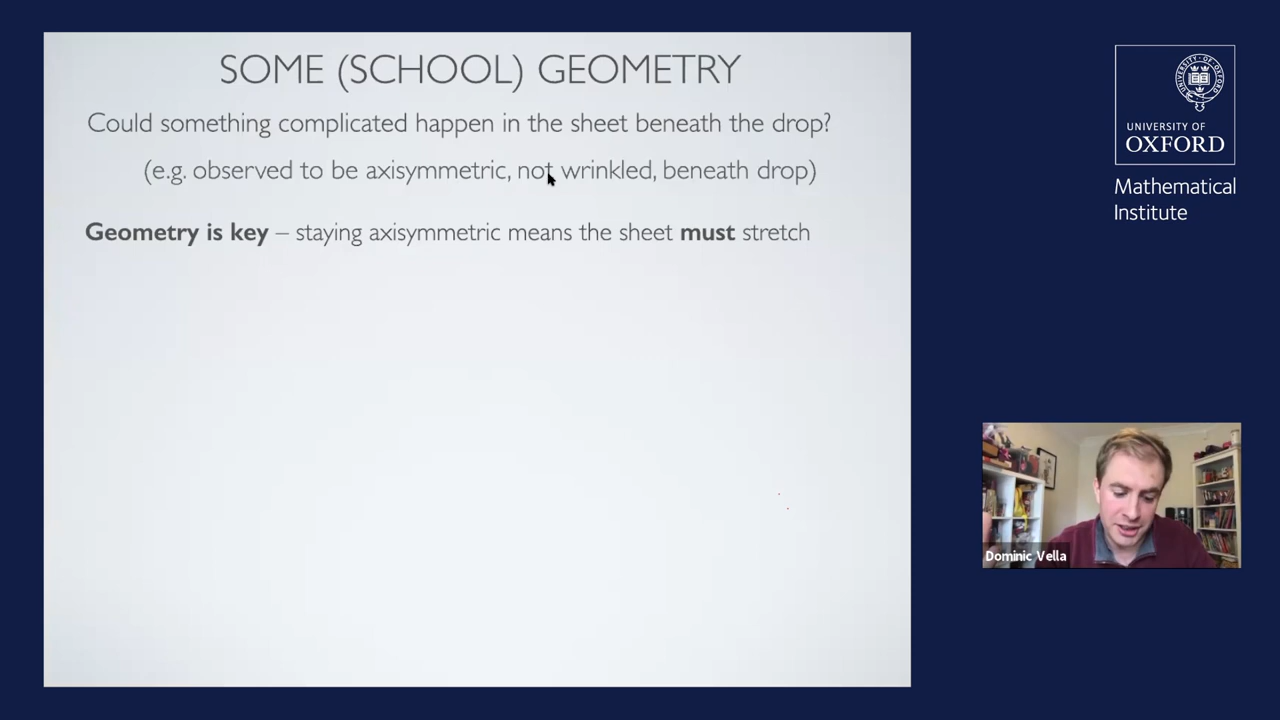 SOME (SCHOOL) GEOMETRY
Could something complicated happen in the sheet beneath the drop?
(e.g. observed to be axisymmetric, not wrinkled, beneath drop)
Geometry is key – staying axisymmetric means the sheet must stretch
UNIVERSITY OF
OXFORD
Mathematical
Institute
Dominic Vella